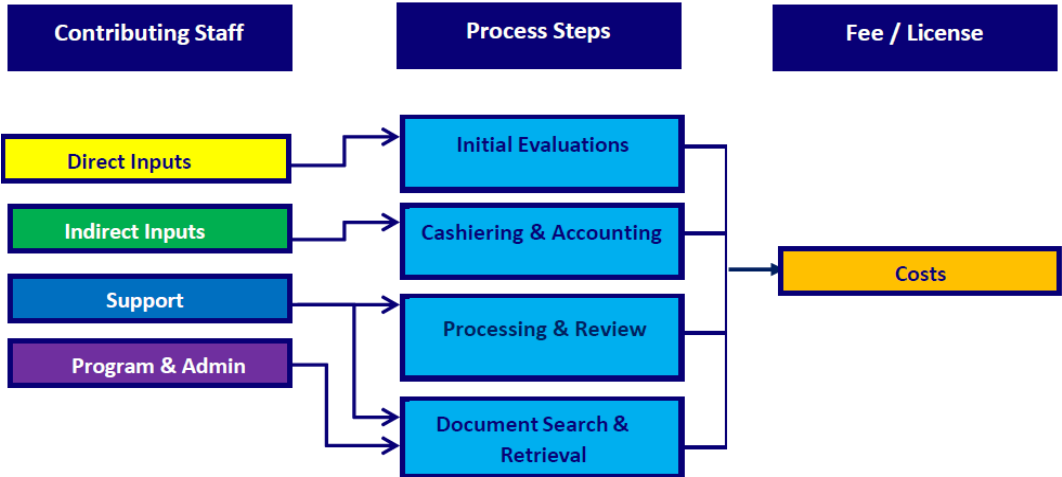 Contributing Staff
Process Steps
Fee / License
Direct Inputs
Indirect Inputs
Support
Program & Admin
Initial Evaluations
Cashiering & Accounting
Processing & Review
Document Search &
Retrieval
Costs